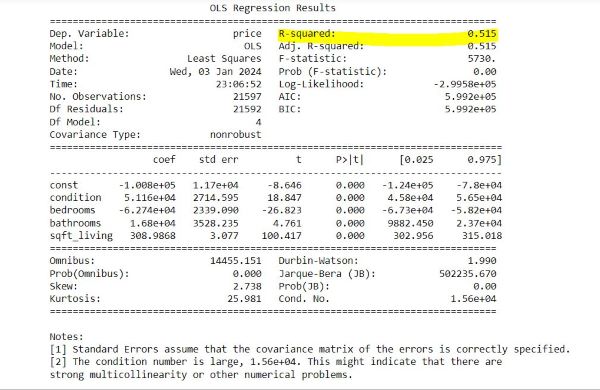 OLS Regression Results
Dep. Variable: price R-squared: 0.515
Model: OLS Adj. R-squared: 0.515
Method: Least Squares F-statistic: 5730.
Date: Wed, 03 Jan 2024 Prob (F-statistic): 0.00
Time: 23:06:52 Log-Likelihood: -2.9958e+05
No. Observations: 21597 AIC: 5.992e+05
Df Residuals: 21592 BIC: 5.992e+05
Df Model: 4
Covariance Type: nonrobust
coef std err t P>|t| [0.025 0.975]
const -1.008e+05 1.17e+04 -8.646 0.000 -1.24e+05 -7.8e+04
condition 5.116e+04 2714.595 18.847 0.000 4.58e+04 5.65e+04
bedrooms -6.274e+04 2339.090 -26.823 0.000 -6.73e+04 -5.82e+04
bathrooms 1.68e+04 3528.235 4.761 0.000 9882.450 2.37e+04
sqft_living 308.9868 3.077 100.417 0.000 302.956 315.018
Omnibus: 14455.151 Durbin-Watson: 1.990
Prob(Omnibus): 0.000 Jarque-Bera (JB): 502235.670
Skew: 2.738 Prob(JB): 0.00
Kurtosis: 25.981 Cond. No. 1.56e+04
Notes:
[1] Standard Errors assume that the covariance matrix of the errors is correctly specified.
[2] The condition number is large, 1.56e+04. This might indicate that there are
strong multicollinearity or other numerical problems.